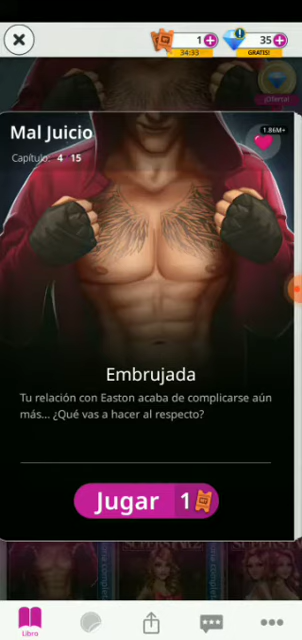 1
35
34:33
GRATIS!
¡Oferta!
Mal Juicio
1.86M+
Capítulo: 4 15
Embrujada
Tu relación con Easton acaba de complicarse aún
más... ¿Qué vas a hacer al respecto?
Jugar 1
Libro